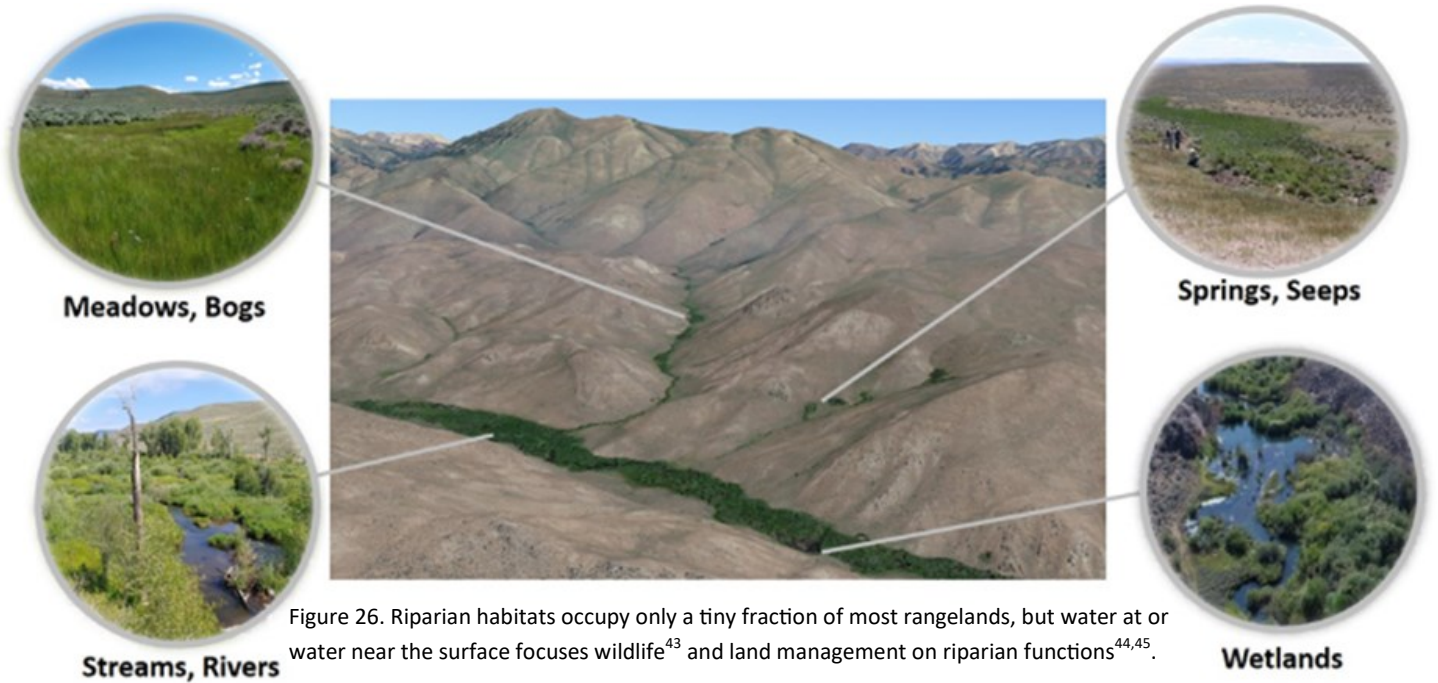 Meadows, Bogs
Springs, Seeps
Streams, Rivers
Wetlands
Figure 26. Riparian habitats occupy only a tiny fraction of most rangelands, but water at or
water near the surface focuses wildlife43 and land management on riparian functions44,45.